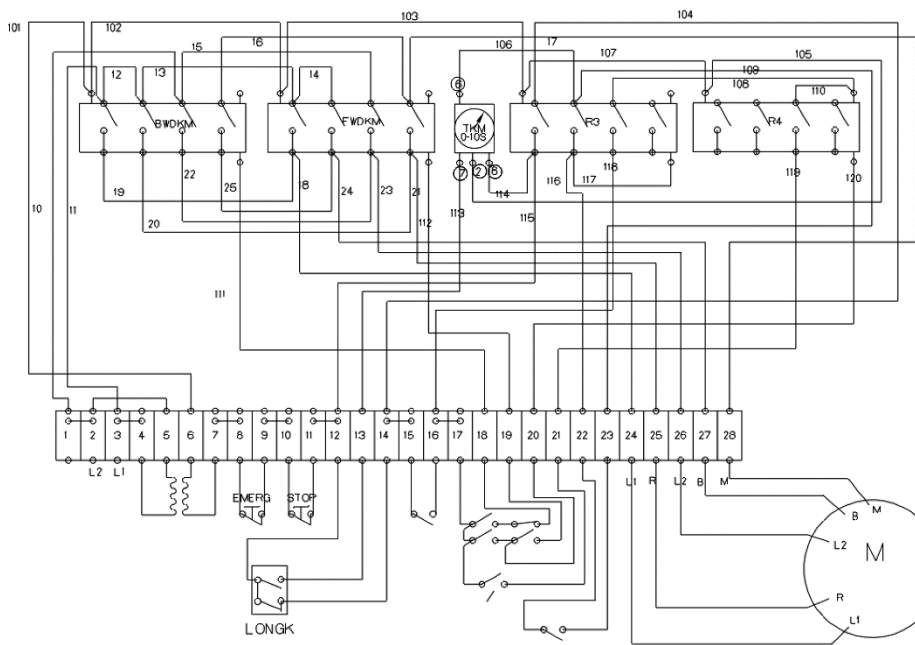 101 102 103 104
15 16 17
106 107 105
12 13 14 109
108 110
6
BWDKM FWDKM TKM R3 R4
0-10S
22 7 2 8 118
19 25 18 24 23 21 114 116 117 119 120
10 11 20 112 113 115
111
1 2 3 4 5 6 7 8 9 10 11 12 13 14 15 16 17 18 19 20 21 22 23 24 25 26 27 28
L2 L1 L1 R L2 B M
EMERG STOP
B M
L2 M
R
L1
LONGK